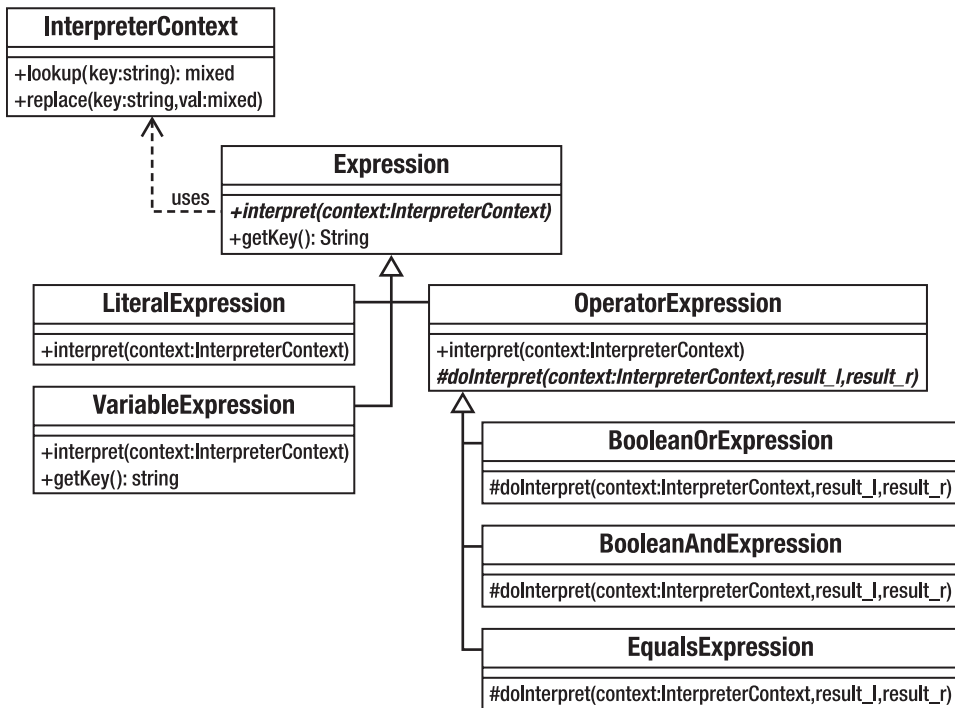 InterpreterContext
+lookup(key:string): mixed
+replace(key:string,val:mixed)
uses
Expression
+interpret(context:InterpreterContext)
+getKey(): String
LiteralExpression
+interpret(context:InterpreterContext)
VariableExpression
+interpret(context:InterpreterContext)
+getKey(): string
OperatorExpression
+interpret(context:InterpreterContext)
#doInterpret(context:InterpreterContext,result_l,result_r)
BooleanOrExpression
#doInterpret(context:InterpreterContext,result_l,result_r)
BooleanAndExpression
#doInterpret(context:InterpreterContext,result_l,result_r)
EqualsExpression
#doInterpret(context:InterpreterContext,result_l,result_r)